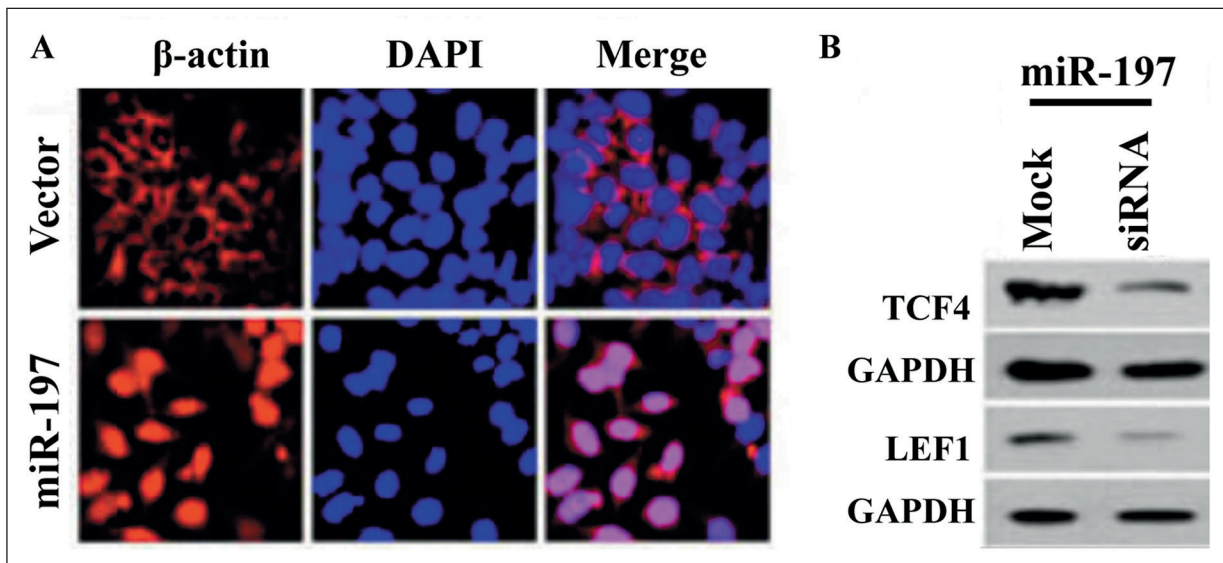 A
β-actin
DAPI
Merge
Vector
miR-197
B
miR-197
Mock
siRNA
TCF4
GAPDH
LEF1
GAPDH